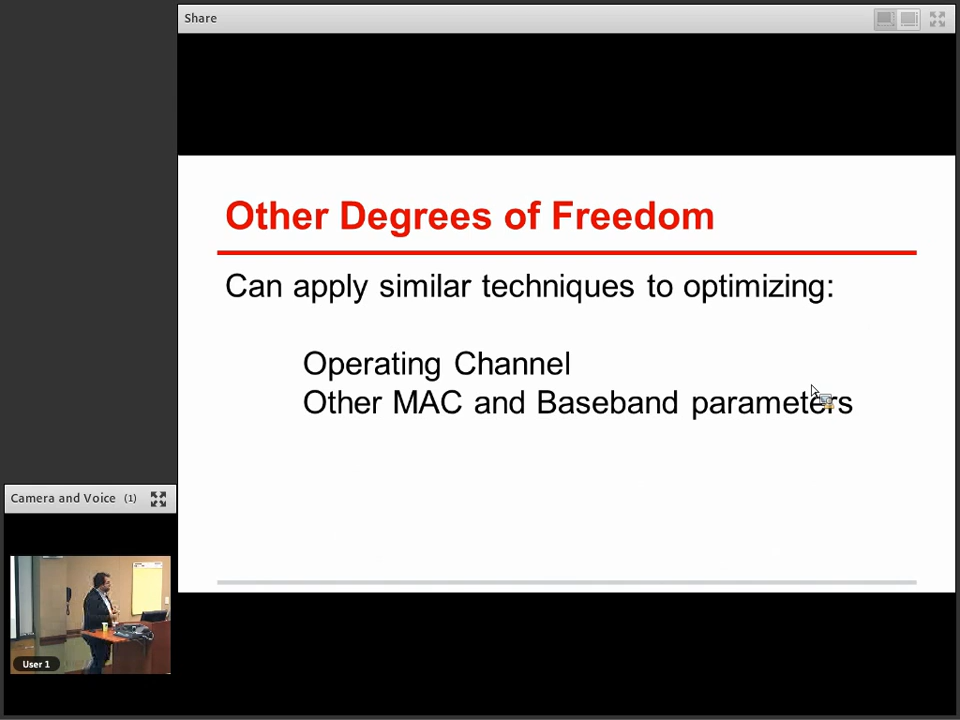 Share
Other Degrees of Freedom
Can apply similar techniques to optimizing:
Operating Channel
Other MAC and Baseband parameters
Camera and Voice (1)
User 1